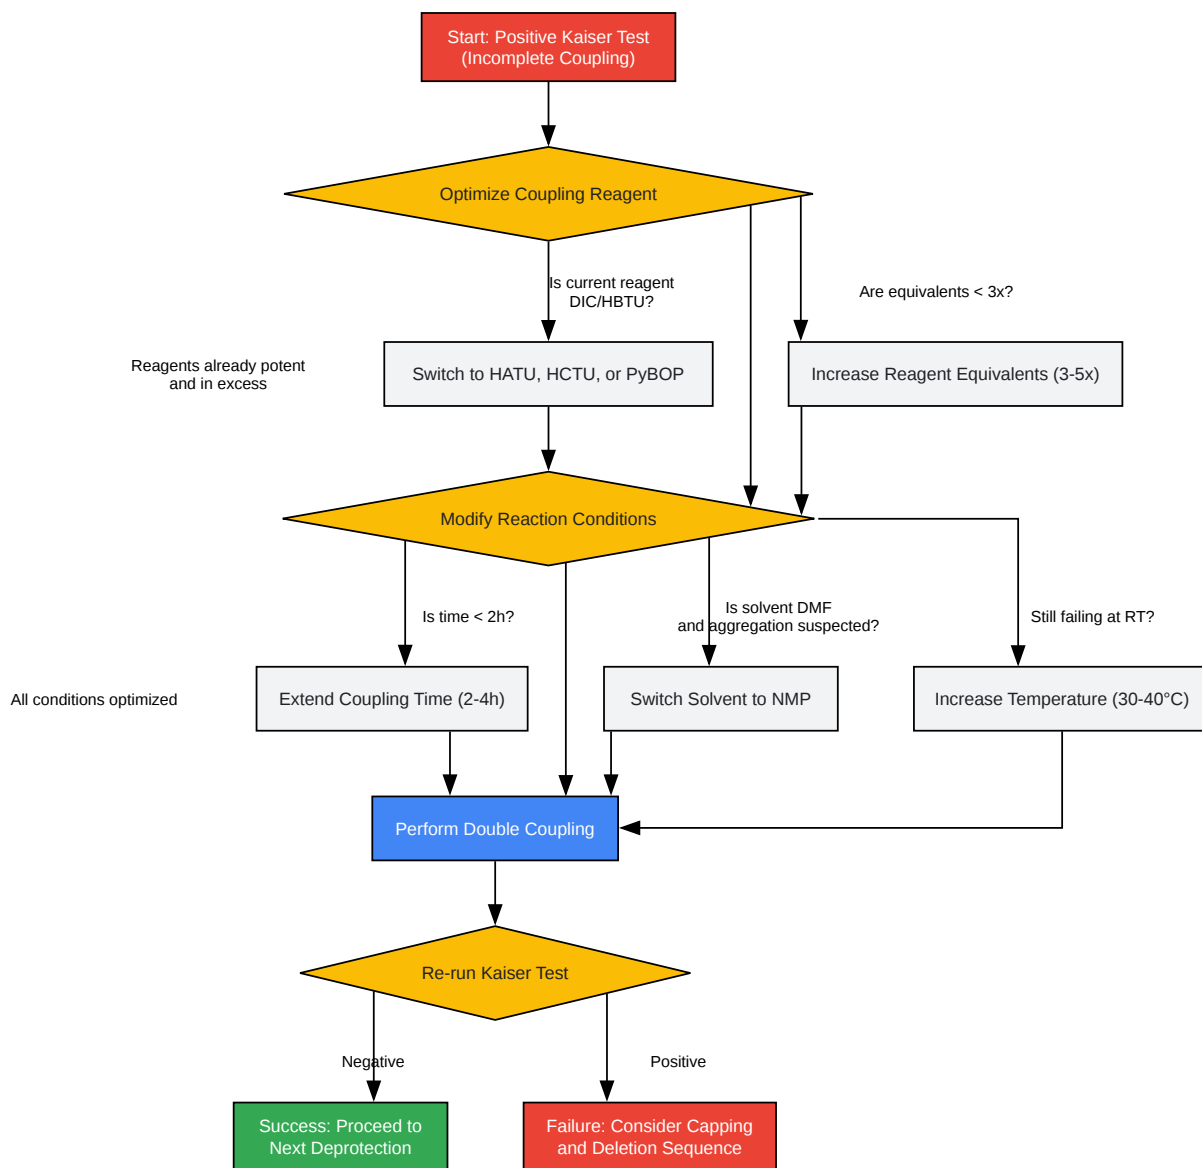 Start: Positive Kaiser Test
(Incomplete Coupling)
Optimize Coupling Reagent
Is current reagent
DIC/HBTU?
Are equivalents < 3x?
Reagents already potent
and in excess
Switch to HATU, HCTU, or PyBOP
Increase Reagent Equivalents (3-5x)
Modify Reaction Conditions
Is time < 2h?
Is solvent DMF
and aggregation suspected?
Still failing at RT?
All conditions optimized
Extend Coupling Time (2-4h)
Switch Solvent to NMP
Increase Temperature (30-40°C)
Perform Double Coupling
Re-run Kaiser Test
Negative
Positive
Success: Proceed to
Next Deprotection
Failure: Consider Capping
and Deletion Sequence